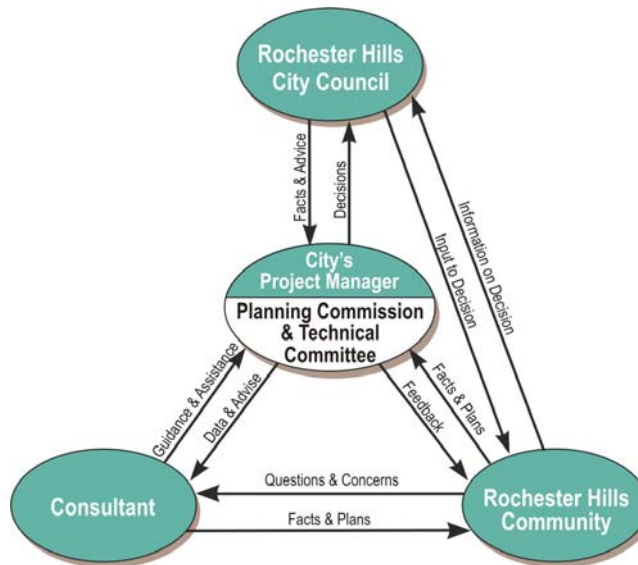 Rochester Hills
City Council
Facts & Advice
Decisions
Input to Decision
Information on Decision
City's
Project Manager
Planning Commission
& Technical
Committee
Guidance & Assistance
Data & Advise
Feedback
Facts & Plans
Consultant
Questions & Concerns
Facts & Plans
Rochester Hills
Community